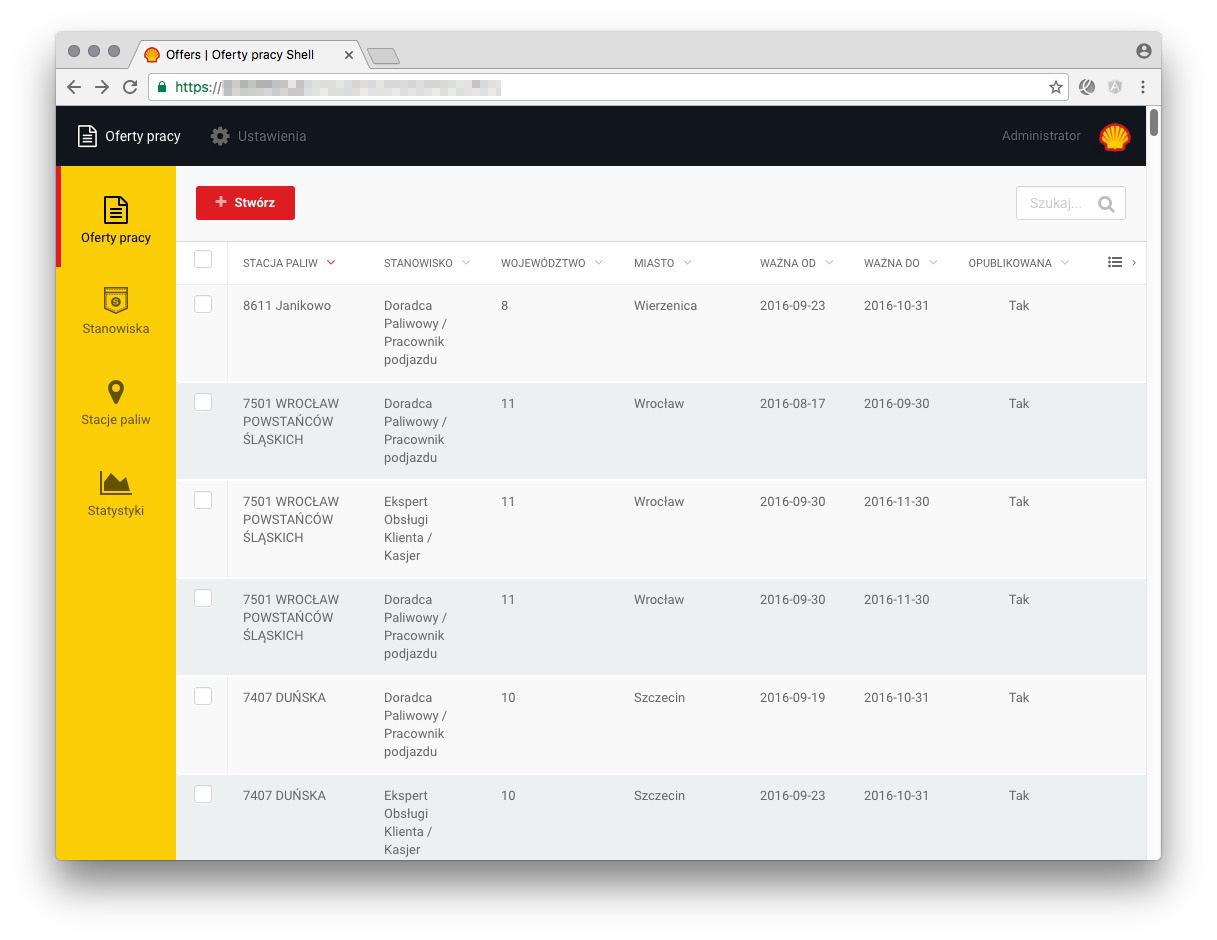 Offers | Oferty pracy Shell
https://
Oferty pracy
Ustawienia
Administrator
Oferty pracy
Stanowiska
Stacje paliw
Statystyki
+ Stwórz
Szukaj...
STACJA PALIW STANOWISKO WOJEWÓDZTWO MIASTO WAŻNA OD WAŻNA DO OPUBLIKOWANA
8611 Janikowo Doradca 8 Wierzenica 2016-09-23 2016-10-31 Tak
Paliwowy /
Pracownik
podjazdu
7501 WROCŁAW Doradca 11 Wrocław 2016-08-17 2016-09-30 Tak
POWSTAŃCÓW Paliwowy /
ŚLĄSKICH Pracownik
podjazdu
7501 WROCŁAW Ekspert 11 Wrocław 2016-09-30 2016-11-30 Tak
POWSTAŃCÓW Obsługi
ŚLĄSKICH Klienta /
Kasjer
7501 WROCŁAW Doradca 11 Wrocław 2016-09-30 2016-11-30 Tak
POWSTAŃCÓW Paliwowy /
ŚLĄSKICH Pracownik
podjazdu
7407 DUŃSKA Doradca 10 Szczecin 2016-09-19 2016-10-31 Tak
Paliwowy /
Pracownik
podjazdu
7407 DUŃSKA Ekspert 10 Szczecin 2016-09-23 2016-10-31 Tak
Obsługi
Klienta /
Kasjer